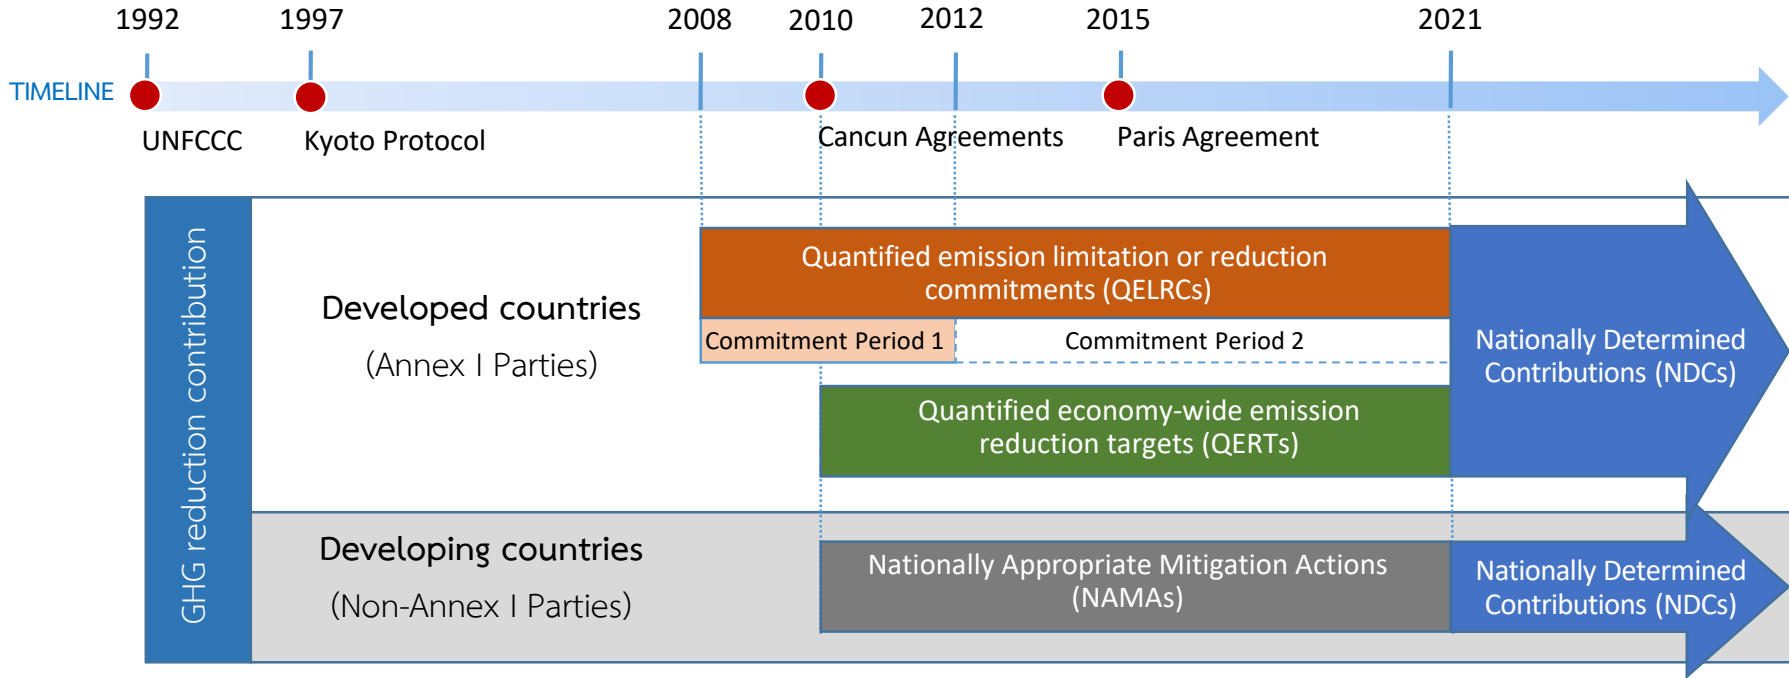 1992
1997
2008
2010
2012
2015
2021
TIMELINE
UNFCCC
Kyoto Protocol
Cancun Agreements
Paris Agreement
GHG reduction contribution
Developed countries
(Annex I Parties)
Quantified emission limitation or reduction
commitments (QELRCs)
Commitment Period 1
Commitment Period 2
Quantified economy-wide emission
reduction targets (QERTs)
Nationally Determined
Contributions (NDCs)
Developing countries
(Non-Annex I Parties)
Nationally Appropriate Mitigation Actions
(NAMAs)
Nationally Determined
Contributions (NDCs)